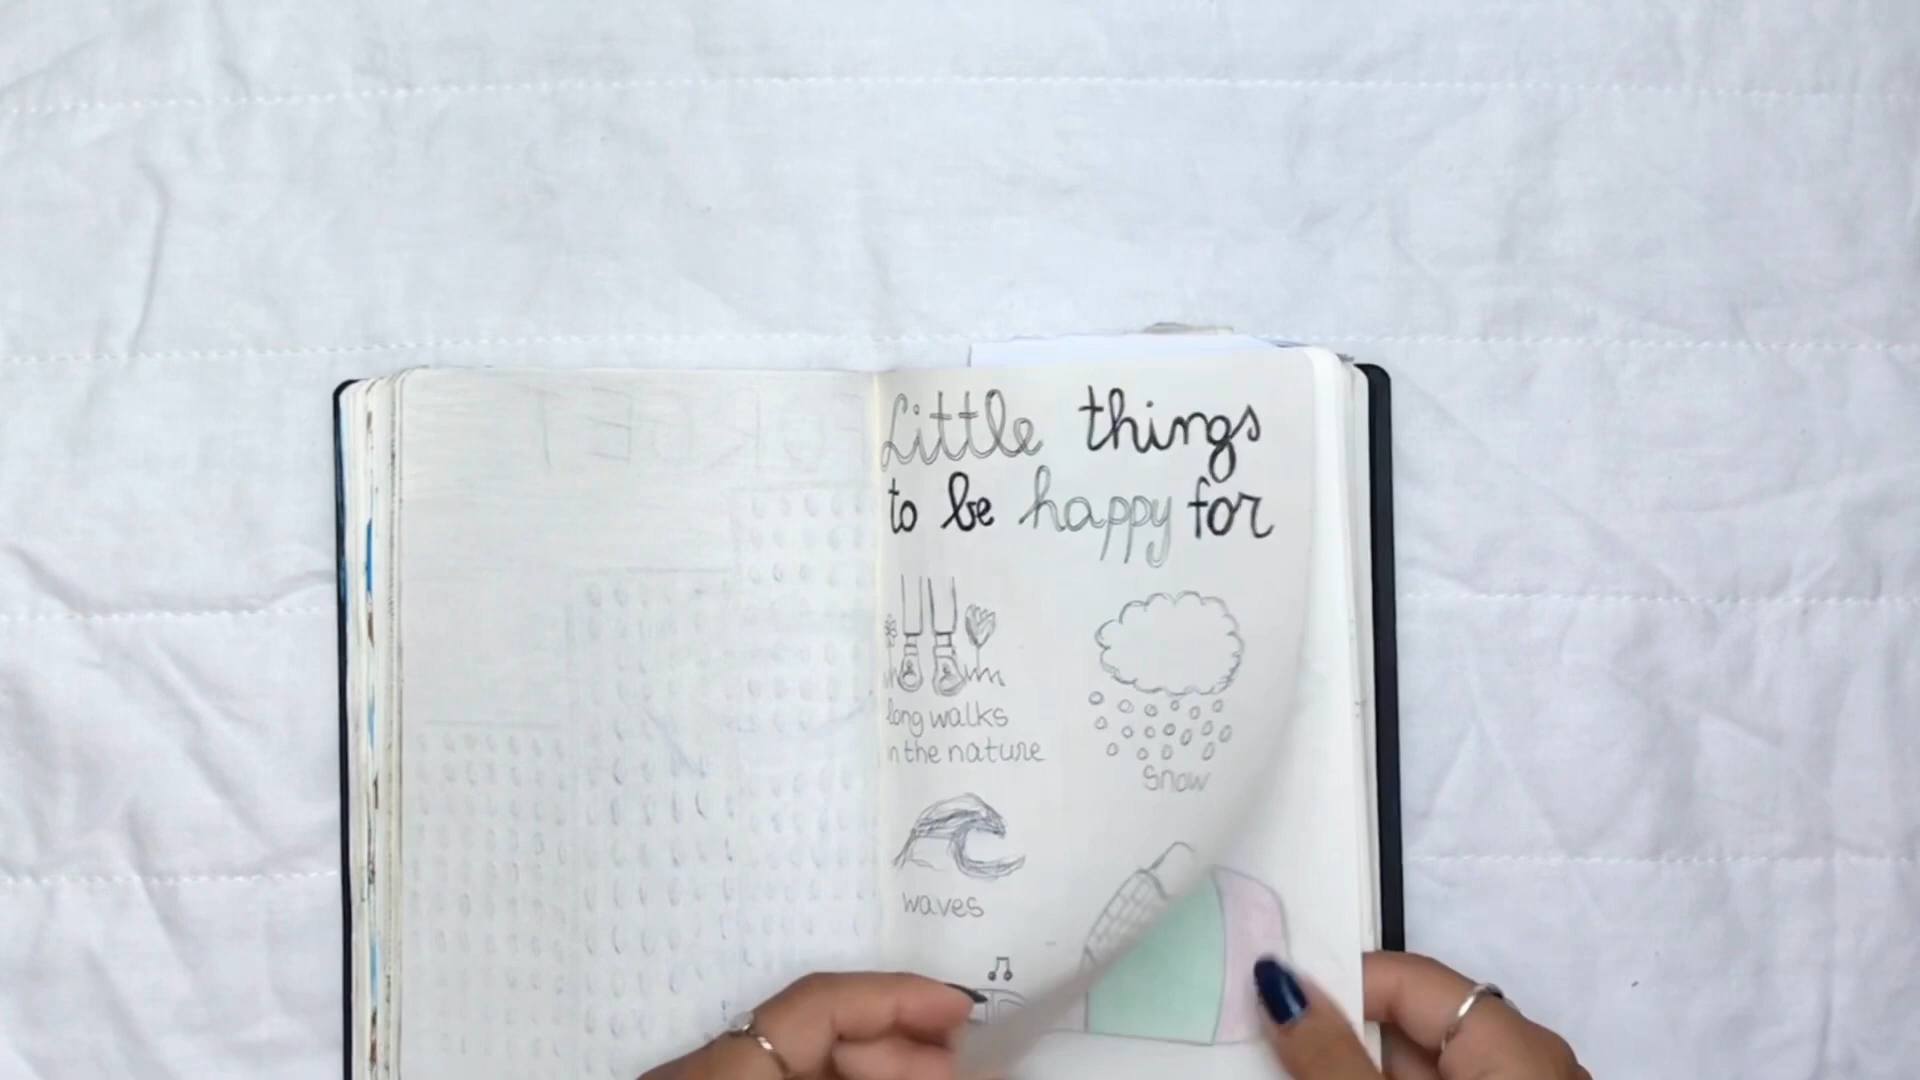 Little things
to be happy for
long walks
in the nature
Snow
waves